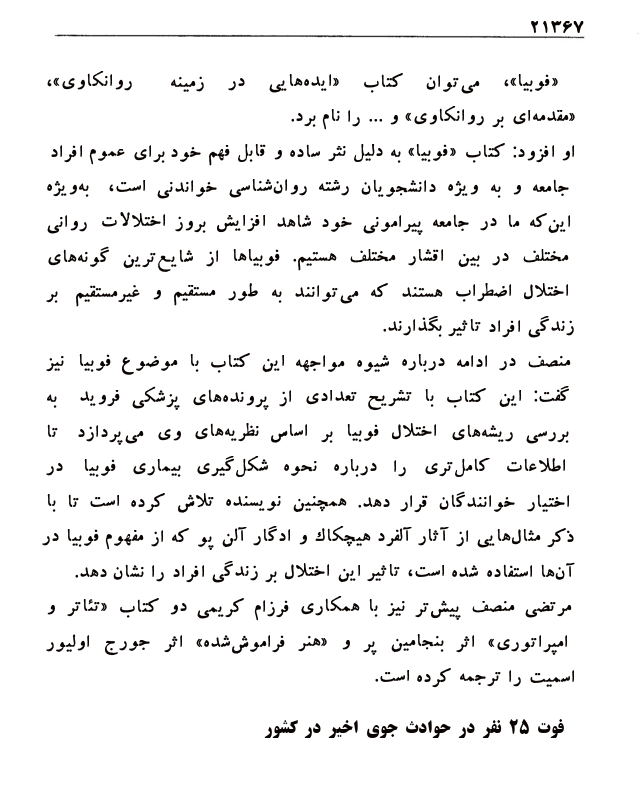 ۲۱۳۶۷
«فوبیا»، می‌توان کتاب «ایده‌هایی در زمینه روانکاوی»،
«مقدمه‌ای بر روانکاوی» و ... را نام برد.
او افزود: کتاب «فوبیا» به دلیل نثر ساده و قابل فهم خود برای عموم افراد
جامعه و به ویژه دانشجویان رشته روان‌شناسی خواندنی است، به‌ویژه
این‌که ما در جامعه پیرامونی خود شاهد افزایش بروز اختلالات روانی
مختلف در بین اقشار مختلف هستیم. فوبیاها از شایع‌ترین گونه‌های
اختلال اضطراب هستند که می‌توانند به طور مستقیم و غیرمستقیم بر
زندگی افراد تاثیر بگذارند.
منصف در ادامه درباره شیوه مواجهه این کتاب با موضوع فوبیا نیز
گفت: این کتاب با تشریح تعدادی از پرونده‌های پزشکی فروید به
بررسی ریشه‌های اختلال فوبیا بر اساس نظریه‌های وی می‌پردازد تا
اطلاعات کامل‌تری را درباره نحوه شکل‌گیری بیماری فوبیا در
اختیار خوانندگان قرار دهد. همچنین نویسنده تلاش کرده است تا با
ذکر مثال‌هایی از آثار آلفرد هیچکاک و ادگار آلن پو که از مفهوم فوبیا در
آن‌ها استفاده شده است، تاثیر این اختلال بر زندگی افراد را نشان دهد.
مرتضی منصف پیش‌تر نیز با همکاری فرزام کریمی دو کتاب «تئاتر و
امپراتوری» اثر بنجامین پر و «هنر فراموش‌شده» اثر جورج اولیور
اسمیت را ترجمه کرده است.
فوت ۲۵ نفر در حوادث جوی اخیر در کشور